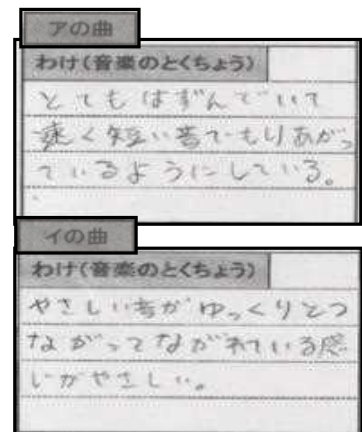 アの曲
わけ(音楽のとくちょう)
とてもはずんでいて
速く短い音でもりあがっ
ているようにしている。
イの曲
わけ(音楽のとくちょう)
やさしい音がゆっくりとつ
ながってながれている感
じがやさしい。